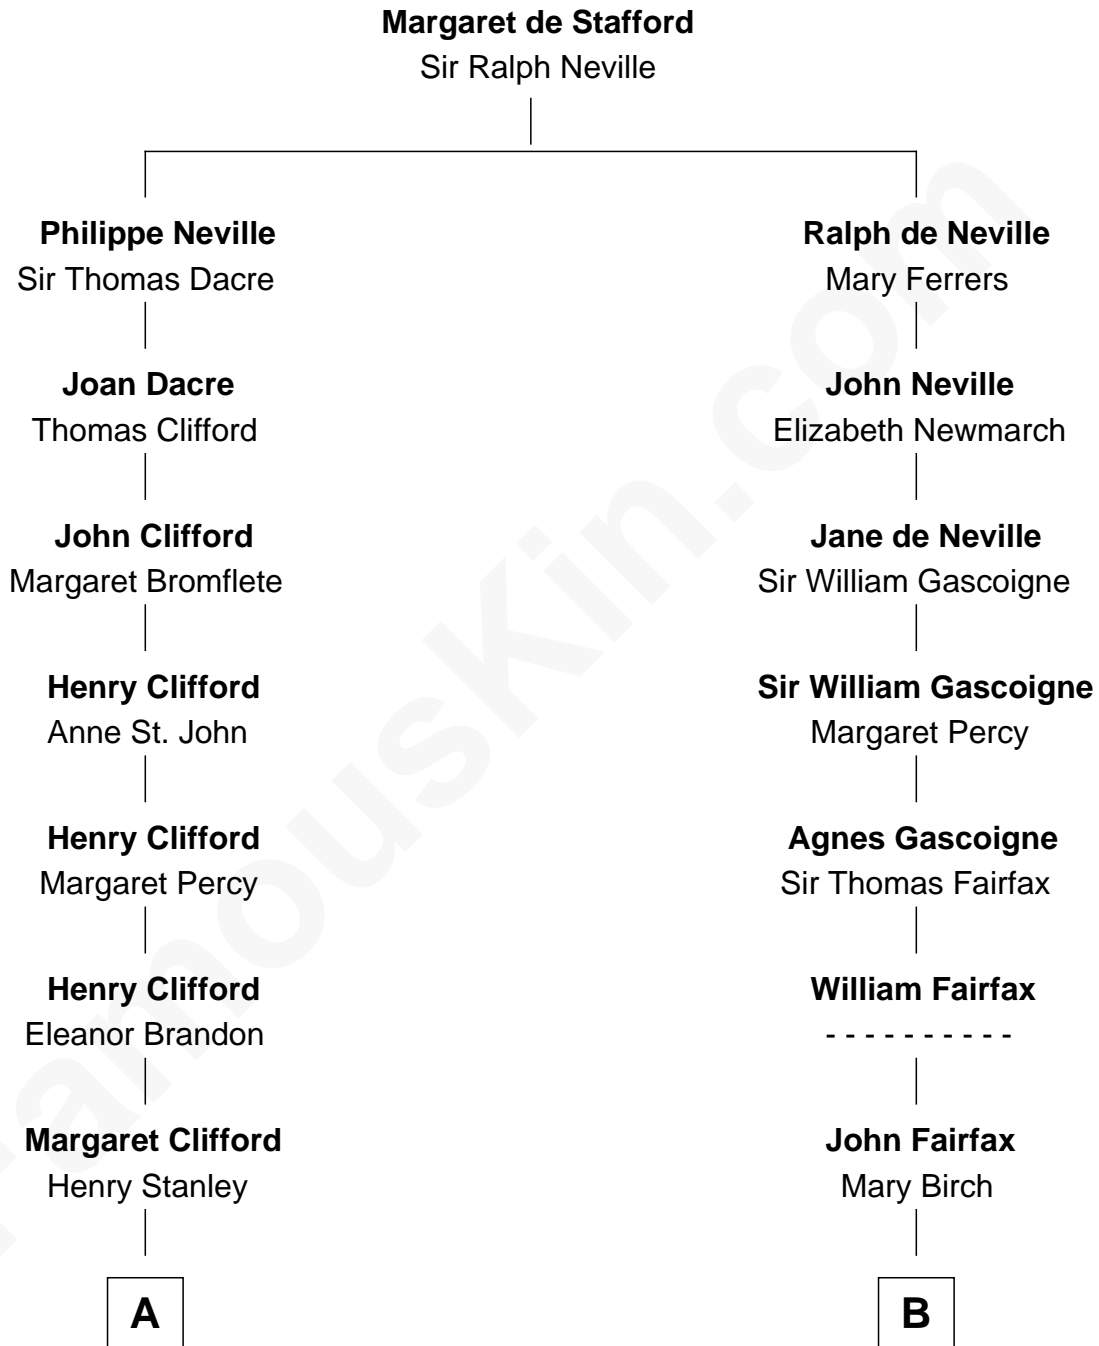 Margaret de Stafford
Sir Ralph Neville
Philippe Neville
Sir Thomas Dacre
Joan Dacre
Thomas Clifford
John Clifford
Margaret Bromflete
Henry Clifford
Anne St. John
Henry Clifford
Margaret Percy
Henry Clifford
Eleanor Brandon
Margaret Clifford
Henry Stanley
A
Ralph de Neville
Mary Ferrers
John Neville
Elizabeth Newmarch
Jane de Neville
Sir William Gascoigne
Sir William Gascoigne
Margaret Percy
Agnes Gascoigne
Sir Thomas Fairfax
William Fairfax
- - - - - - - - - -
John Fairfax
Mary Birch
B
FamousKin.com